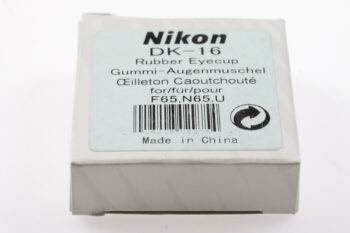 Nikon
DK-16
Rubber Eyecup
Gummi-Augenmuschel
Œilleton Caoutchouté
for/für/pour
F65,N65,U
Made in China